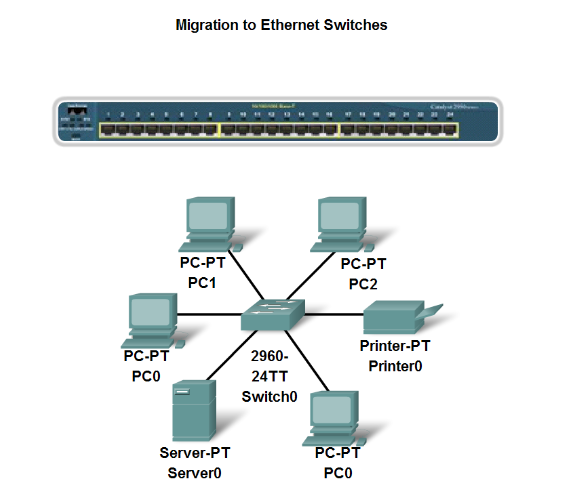 Migration to Ethernet Switches
Catalyst 2960
1 2 3 4 5 6 7 8 9 10 11 12 13 14 15 16 17 18 19 20 21 22 23 24
PC-PT
PC1
PC-PT
PC2
PC-PT
PC0
2960-
24TT
Switch0
Printer-PT
Printer0
Server-PT
Server0
PC-PT
PC0